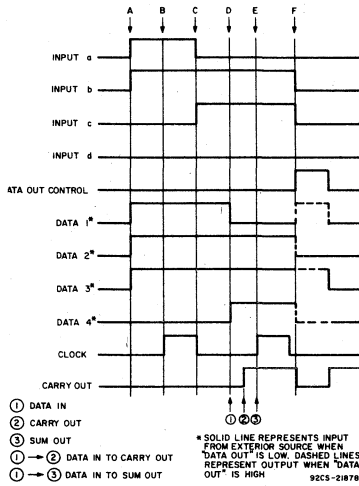 A B C D E F
INPUT a
INPUT b
INPUT c
INPUT d
ATA OUT CONTROL
DATA 1*
DATA 2*
DATA 3*
DATA 4*
CLOCK
CARRY OUT
① ② ③
① DATA IN
② CARRY OUT
③ SUM OUT
① → ② DATA IN TO CARRY OUT
① → ③ DATA IN TO SUM OUT
* SOLID LINE REPRESENTS INPUT
FROM EXTERIOR SOURCE WHEN
"DATA OUT" IS LOW. DASHED LINES
REPRESENT OUTPUT WHEN "DATA
OUT" IS HIGH
92CS-21878